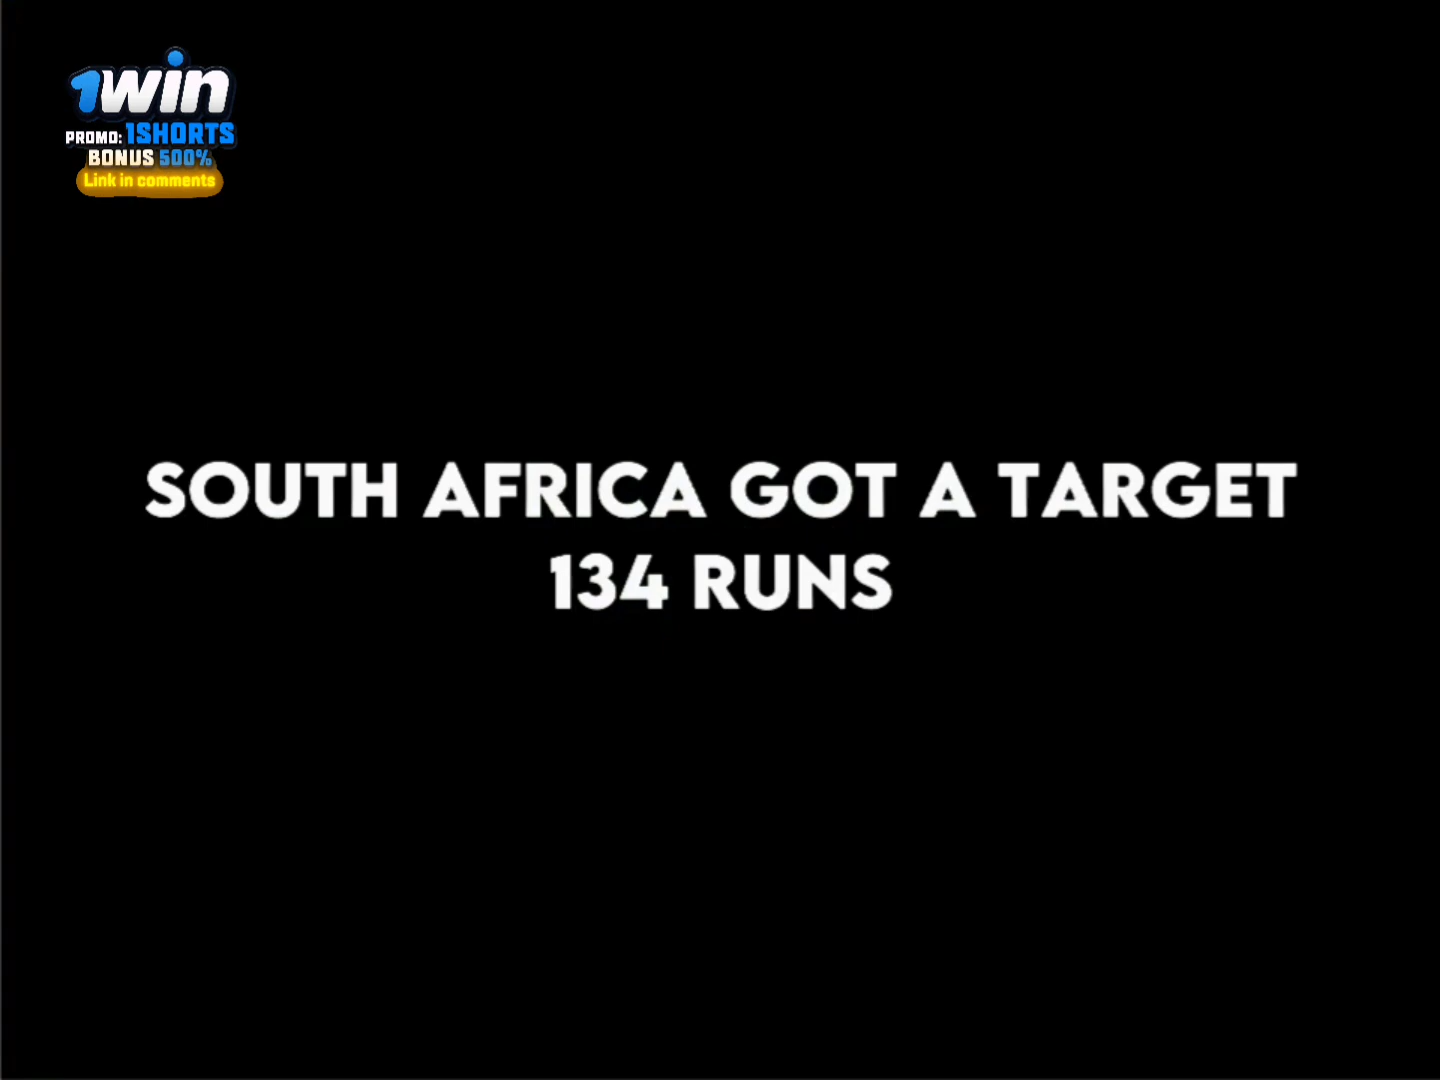 1win
PROMO: 1SHORTS
BONUS 500%
Link in comments
SOUTH AFRICA GOT A TARGET
134 RUNS